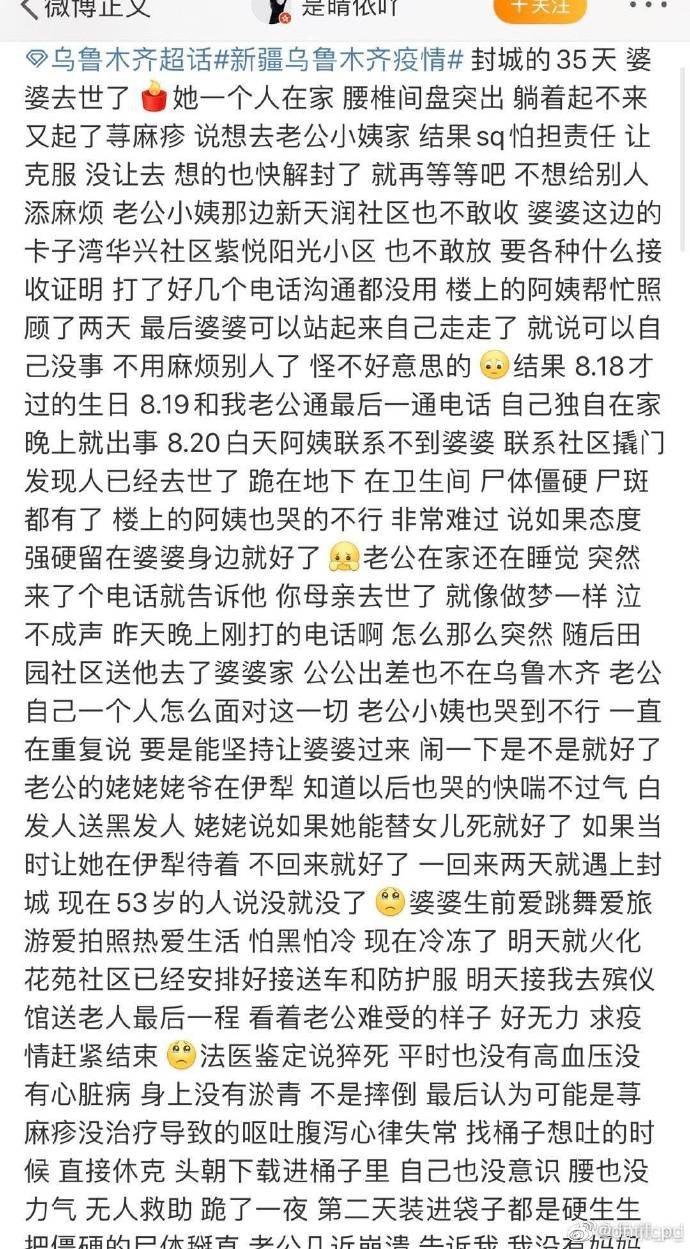 微博正文
是晴依吖
+关注
乌鲁木齐超话#新疆乌鲁木齐疫情# 封城的35天 婆
婆去世了 🕯️她一个人在家 腰椎间盘突出 躺着起不来
又起了荨麻疹 说想去老公小姨家 结果sq怕担责任 让
克服 没让去 想的也快解封了 就再等等吧 不想给别人
添麻烦 老公小姨那边新天润社区也不敢收 婆婆这边的
卡子湾华兴社区紫悦阳光小区 也不敢放 要各种什么接
收证明 打了好几个电话沟通都没用 楼上的阿姨帮忙照
顾了两天 最后婆婆可以站起来自己走走了 就说可以自
己没事 不用麻烦别人了 怪不好意思的 🥺结果 8.18才
过的生日 8.19和我老公通最后一通电话 自己独自在家
晚上就出事 8.20白天阿姨联系不到婆婆 联系社区撬门
发现人已经去世了 跪在地下 在卫生间 尸体僵硬 尸斑
都有了 楼上的阿姨也哭的不行 非常难过 说如果态度
强硬留在婆婆身边就好了 老公在家还在睡觉 突然
来了个电话就告诉他 你母亲去世了 就像做梦一样 泣
不成声 昨天晚上刚打的电话啊 怎么那么突然 随后田
园社区送他去了婆婆家 公公出差也不在乌鲁木齐 老公
自己一个人怎么面对这一切 老公小姨也哭到不行 一直
在重复说 要是能坚持让婆婆过来 闹一下是不是就好了
老公的姥姥姥爷在伊犁 知道以后也哭的快喘不过气 白
发人送黑发人 姥姥说如果她能替女儿死就好了 如果当
时让她在伊犁待着 不回来就好了 一回来两天就遇上封
城 现在53岁的人说没就没了 🥺婆婆生前爱跳舞爱旅
游爱拍照热爱生活 怕黑怕冷 现在冷冻了 明天就火化
花苑社区已经安排好接送车和防护服 明天接我去殡仪
馆送老人最后一程 看着老公难受的样子 好无力 求疫
情赶紧结束 🥺法医鉴定说猝死 平时也没有高血压没
有心脏病 身上没有淤青 不是摔倒 最后认为可能是荨
麻疹没治疗导致的呕吐腹泻心律失常 找桶子想吐的时
候 直接休克 头朝下载进桶子里 自己也没意识 腰也没
力气 无人救助 跪了一夜 第二天装进袋子都是硬生生
把僵硬的尸体掰直 老公几近崩溃 告诉我 我没有